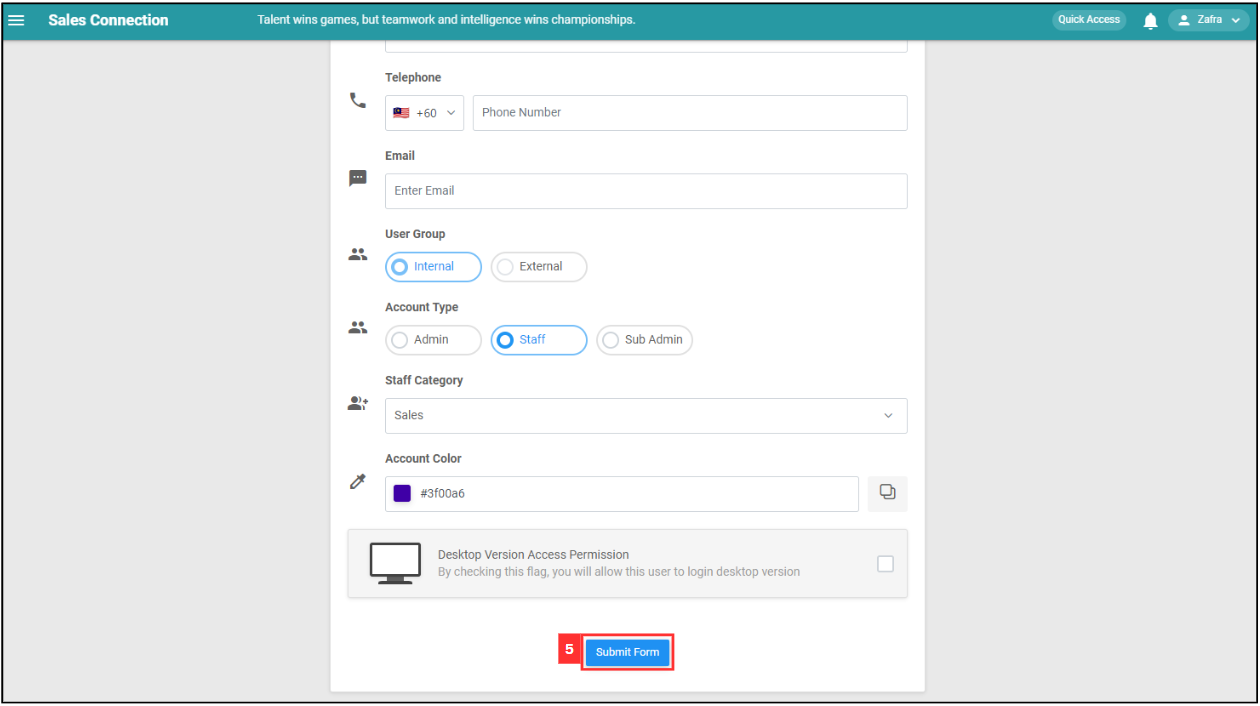 Sales Connection
Talent wins games, but teamwork and intelligence wins championships.
Quick Access
Zafra
Telephone
+60
Phone Number
Email
Enter Email
User Group
Internal
External
Account Type
Admin
Staff
Sub Admin
Staff Category
Sales
Account Color
#3f00a6
Desktop Version Access Permission
By checking this flag, you will allow this user to login desktop version
5
Submit Form